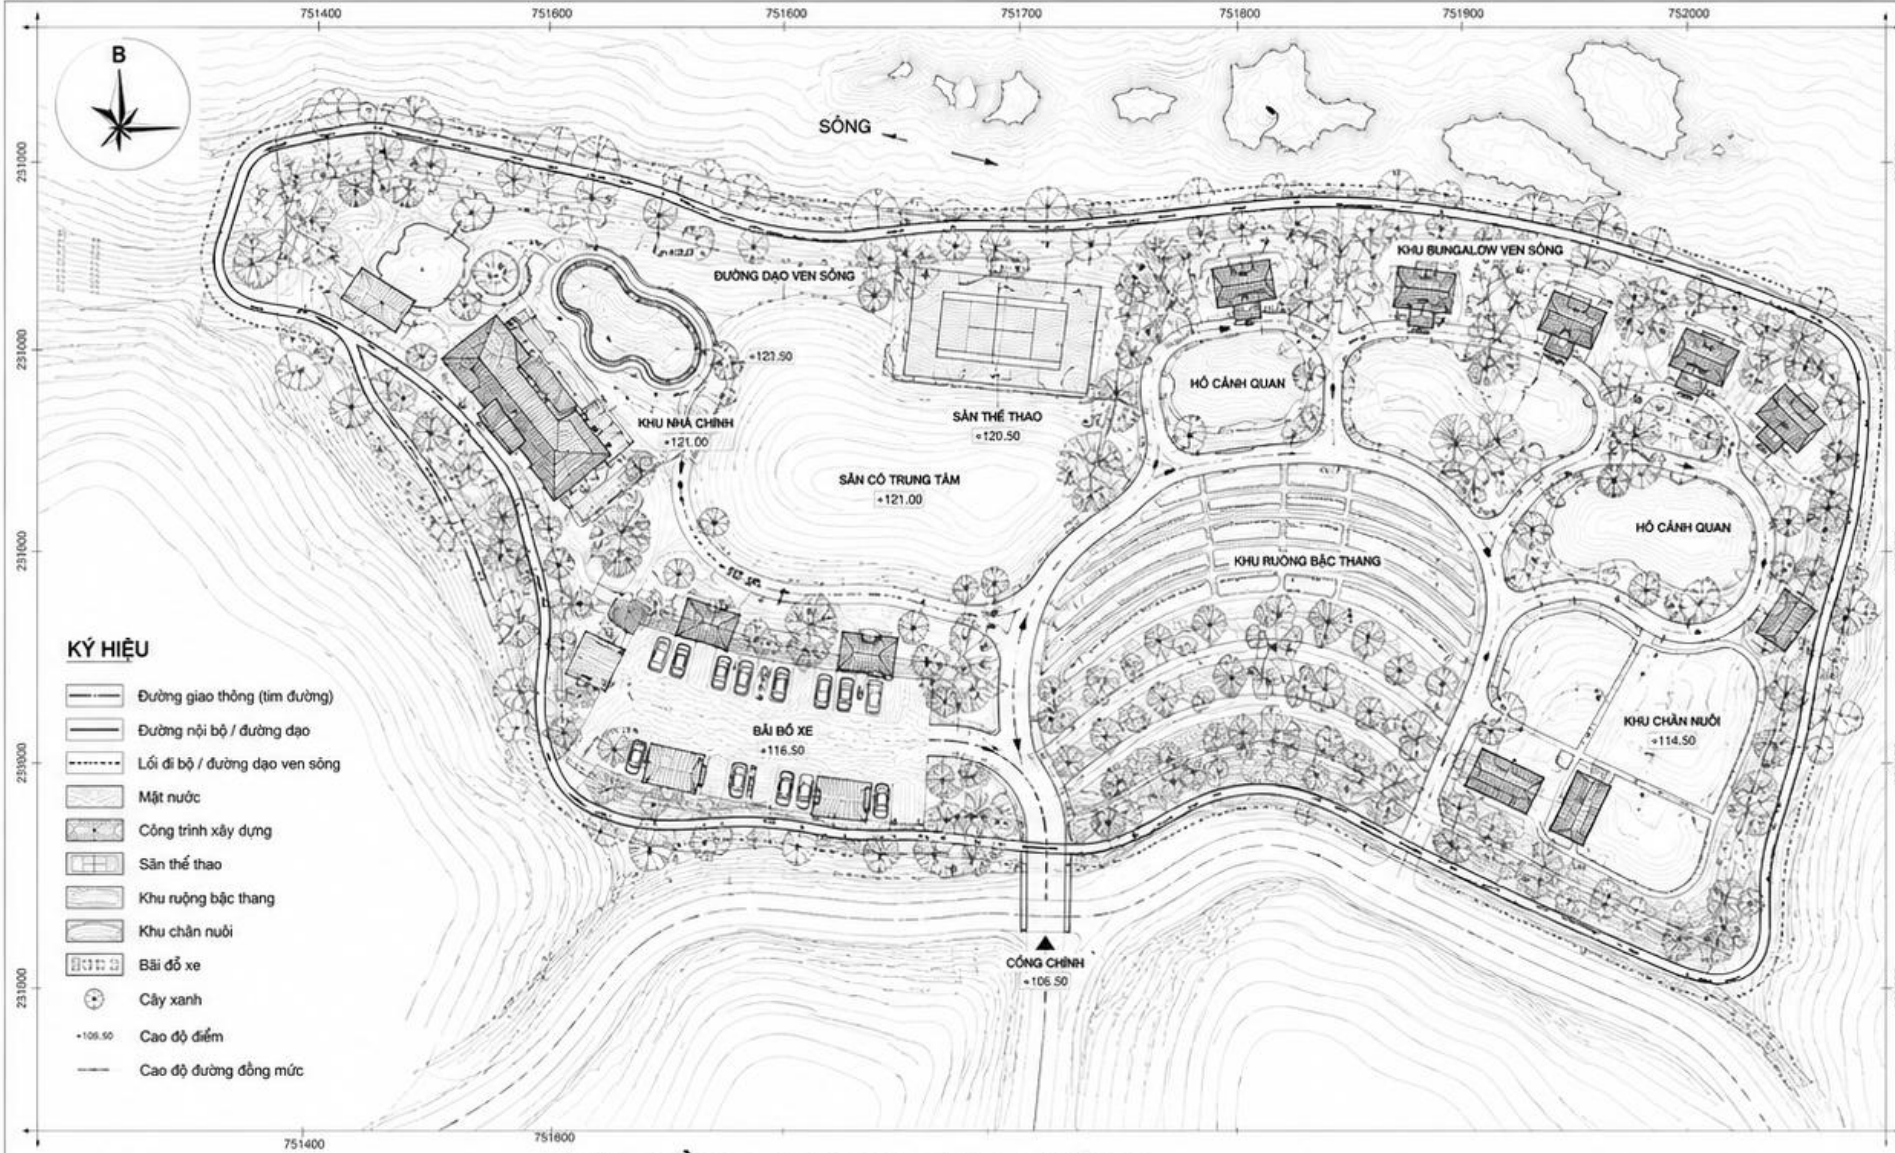 751400 751600 751600 751700 751800 751900 752000
B
SÔNG
KHU BUNGALOW VEN SÔNG
ĐƯỜNG DẠO VEN SÔNG
+121.50
HỒ CẢNH QUAN
SÂN THỂ THAO
+120.50
KHU NHÀ CHÍNH
+121.00
SÂN CỎ TRUNG TÂM
+121.00
HỒ CẢNH QUAN
KHU RUỘNG BẬC THANG
BÃI ĐỖ XE
+116.50
KHU CHĂN NUÔI
+114.50
CỔNG CHÍNH
+106.50
KÝ HIỆU
Đường giao thông (tim đường)
Đường nội bộ / đường dạo
Lối đi bộ / đường dạo ven sông
Mặt nước
Công trình xây dựng
Sân thể thao
Khu ruộng bậc thang
Khu chăn nuôi
Bãi đỗ xe
Cây xanh
+106.50 Cao độ điểm
Cao độ đường đồng mức
751400 751600